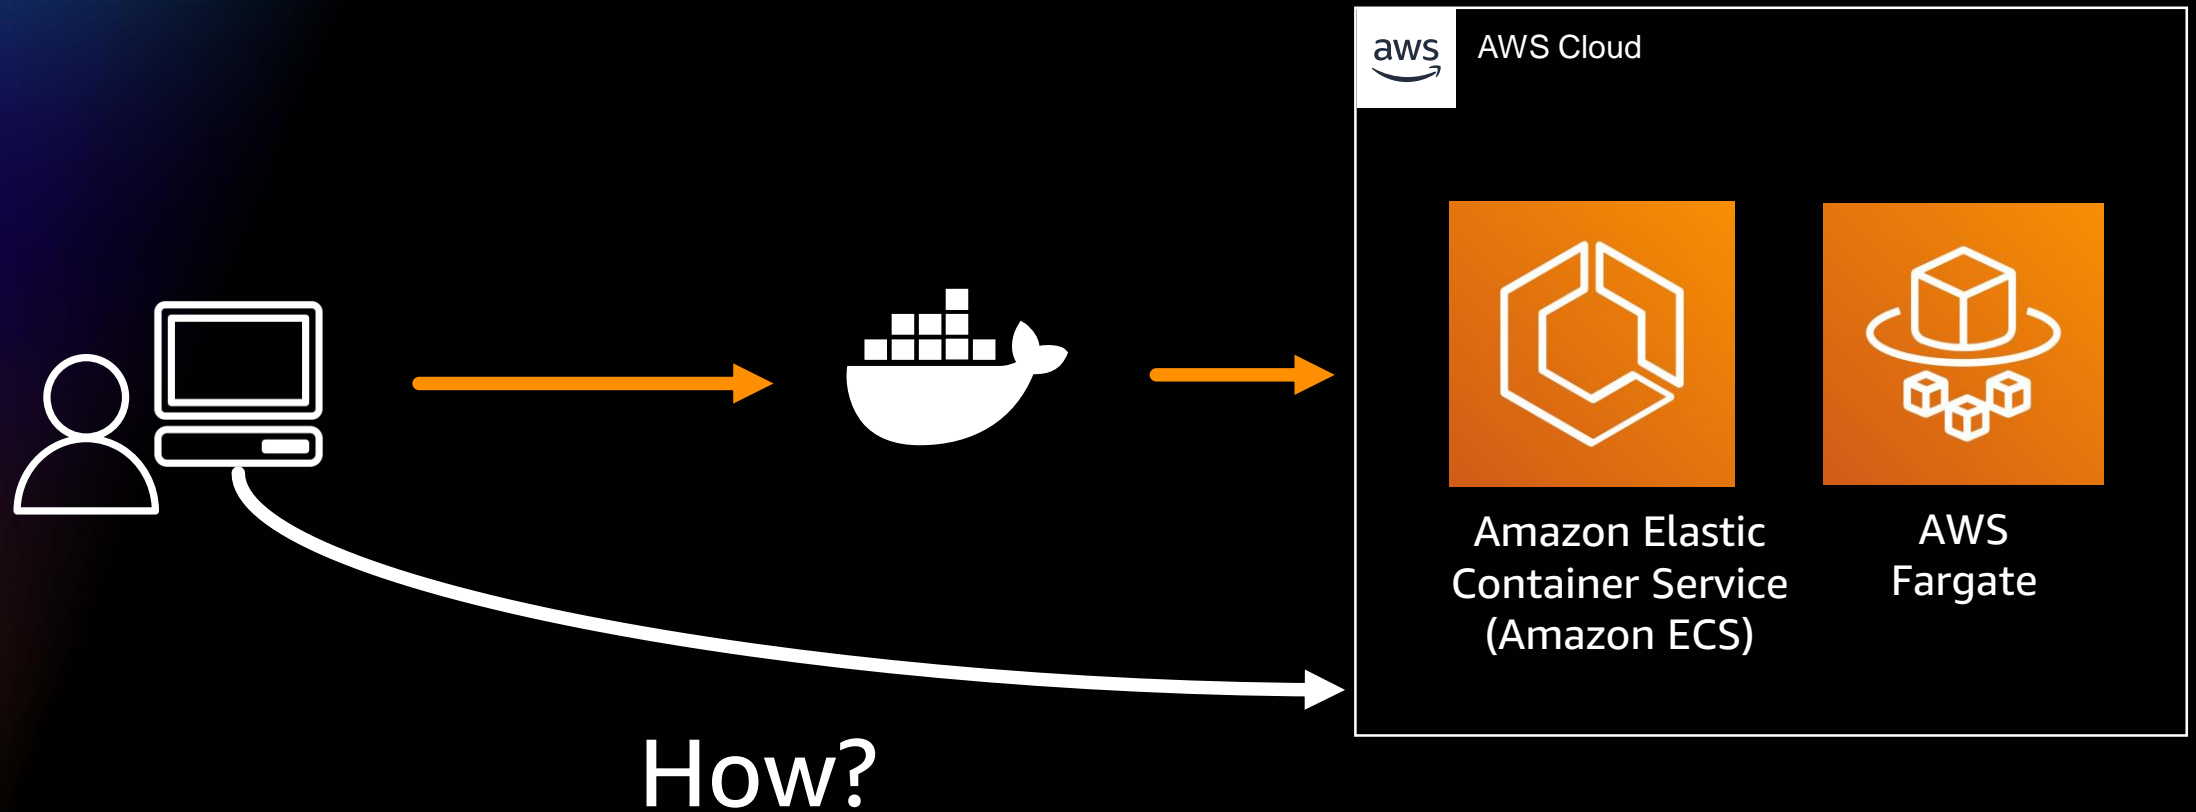 aws
AWS Cloud
Amazon Elastic
Container Service
(Amazon ECS)
AWS
Fargate
How?